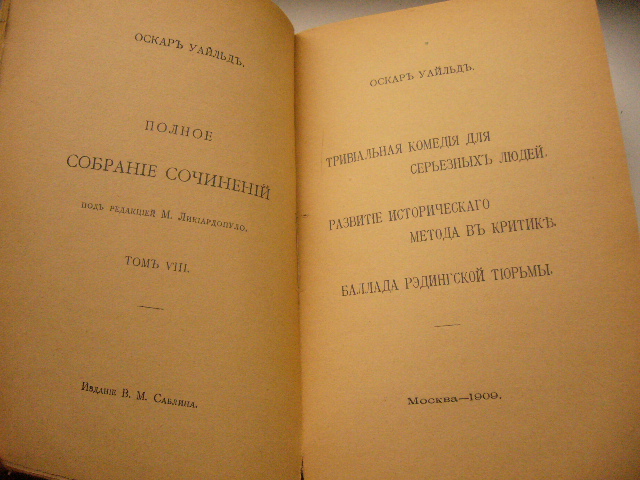 ОСКАРЪ УАЙЛЬДЪ.
ПОЛНОЕ
СОБРАНІЕ СОЧИНЕНІЙ
ПОДЪ РЕДАКЦІЕЙ М. ЛИКІАРДОПУЛО.
ТОМЪ VIII.
Изданіе В. М. Саблина.
ОСКАРЪ УАЙЛЬДЪ.
ТРИВІАЛЬНАЯ КОМЕДІЯ ДЛЯ
СЕРЬЕЗНЫХЪ ЛЮДЕЙ.
РАЗВИТІЕ ИСТОРИЧЕСКАГО
МЕТОДА ВЪ КРИТИКѢ.
БАЛЛАДА РЭДИНГСКОЙ ТЮРЬМЫ.
Москва—1909.